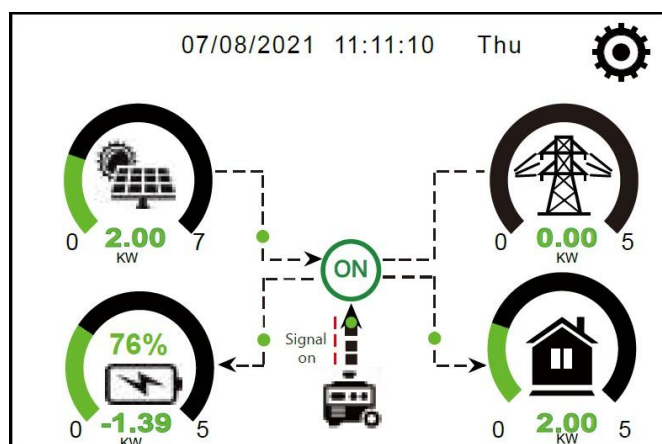 07/08/2021 11:11:10 Thu
0 2.00 7
KW
0 0.00 5
KW
ON
76%
Signal
on
0 -1.39 5
KW
0 2.00 5
KW